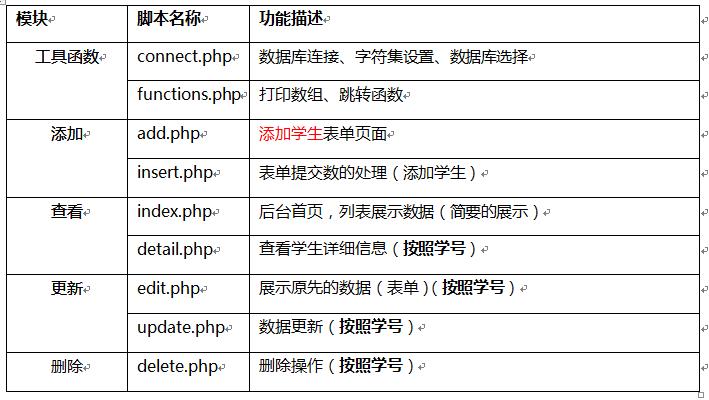 模块 脚本名称 功能描述
工具函数 connect.php 数据库连接、字符集设置、数据库选择
functions.php 打印数组、跳转函数
添加 add.php 添加学生表单页面
insert.php 表单提交数的处理（添加学生）
查看 index.php 后台首页，列表展示数据（简要的展示）
detail.php 查看学生详细信息（按照学号）
更新 edit.php 展示原先的数据（表单）（按照学号）
update.php 数据更新（按照学号）
删除 delete.php 删除操作（按照学号）